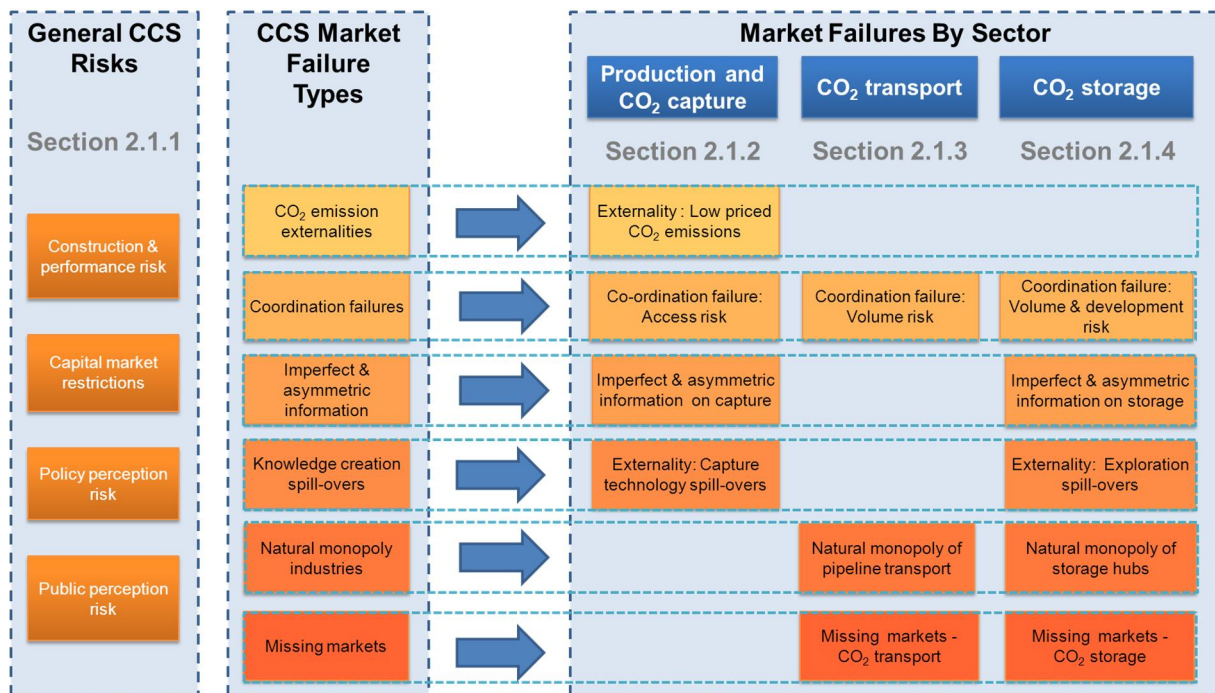 General CCS
Risks
Section 2.1.1
Construction &
performance risk
Capital market
restrictions
Policy perception
risk
Public perception
risk
CCS Market
Failure
Types
CO₂ emission
externalities
Coordination failures
Imperfect &
asymmetric
information
Knowledge creation
spill-overs
Natural monopoly
industries
Missing markets
Market Failures By Sector
Production and
CO₂ capture
CO₂ transport
CO₂ storage
Section 2.1.2
Section 2.1.3
Section 2.1.4
Externality : Low priced
CO₂ emissions
Co-ordination failure:
Access risk
Coordination failure:
Volume risk
Coordination failure:
Volume & development
risk
Imperfect & asymmetric
information on capture
Imperfect & asymmetric
information on storage
Externality: Capture
technology spill-overs
Externality: Exploration
spill-overs
Natural monopoly of
pipeline transport
Natural monopoly of
storage hubs
Missing markets -
CO₂ transport
Missing markets -
CO₂ storage